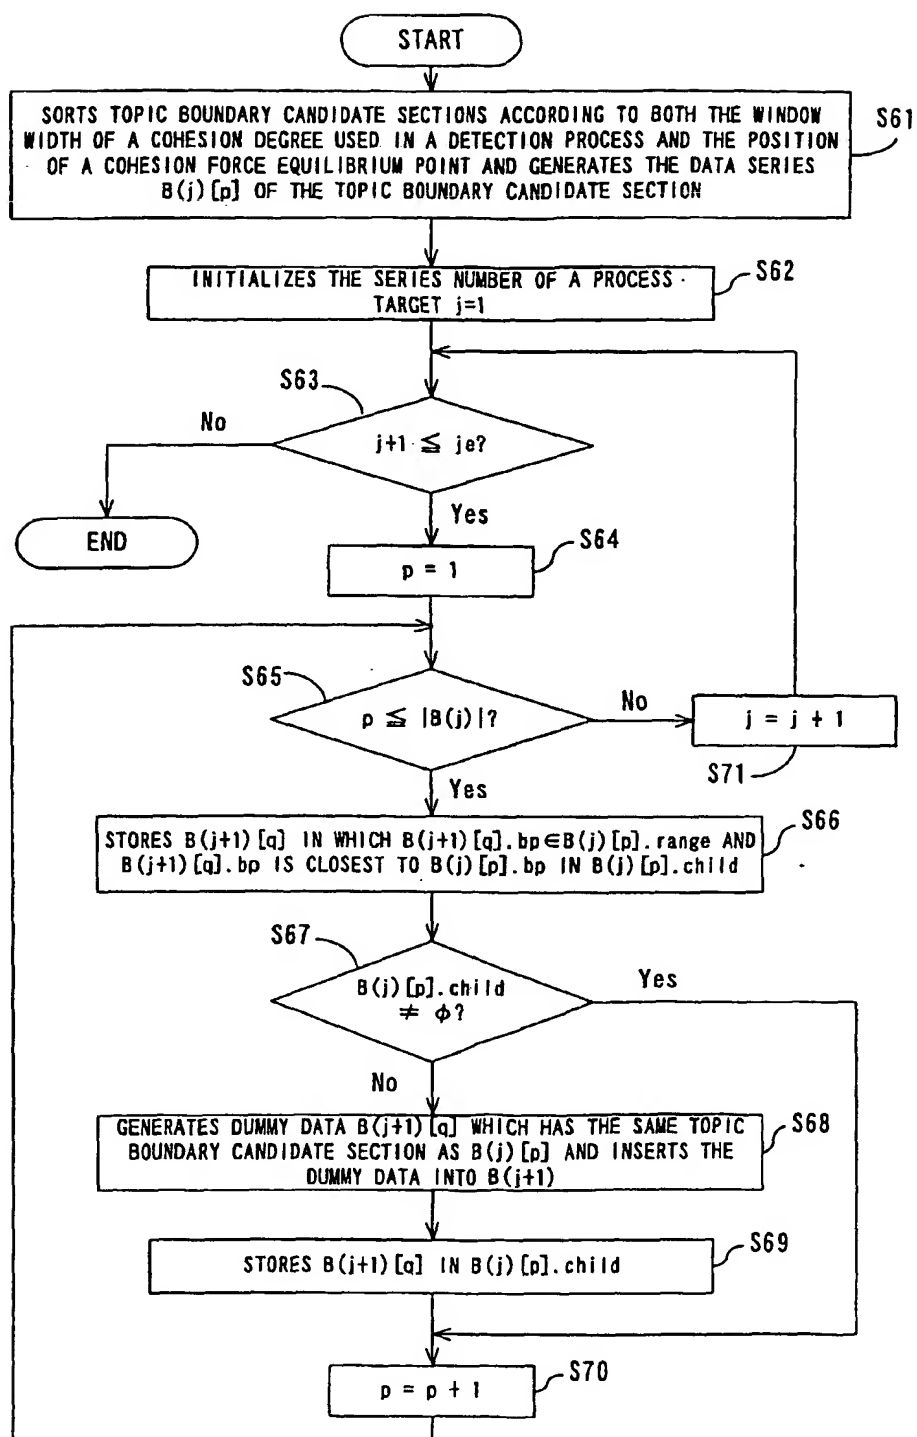 START
SORTS TOPIC BOUNDARY CANDIDATE SECTIONS ACCORDING TO BOTH THE WINDOW
WIDTH OF A COHESION DEGREE USED IN A DETECTION PROCESS AND THE POSITION
OF A COHESION FORCE EQUILIBRIUM POINT AND GENERATES THE DATA SERIES
B(j)[p] OF THE TOPIC BOUNDARY CANDIDATE SECTION
S61
INITIALIZES THE SERIES NUMBER OF A PROCESS
TARGET j=1
S62
S63
No
j+1 ≦ je?
Yes
END
S64
p = 1
S65
p ≦ |B(j)|?
No
j = j + 1
S71
Yes
STORES B(j+1)[q] IN WHICH B(j+1)[q].bp∈B(j)[p].range AND
B(j+1)[q].bp IS CLOSEST TO B(j)[p].bp IN B(j)[p].child
S66
S67
B(j)[p].child
≠ φ?
Yes
No
GENERATES DUMMY DATA B(j+1)[q] WHICH HAS THE SAME TOPIC
BOUNDARY CANDIDATE SECTION AS B(j)[p] AND INSERTS THE
DUMMY DATA INTO B(j+1)
S68
STORES B(j+1)[q] IN B(j)[p].child
S69
p = p + 1
S70